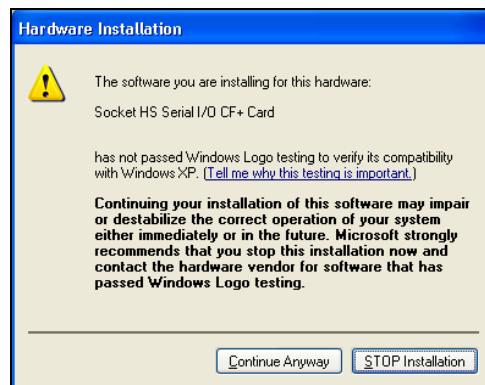 Hardware Installation
The software you are installing for this hardware:
Socket HS Serial I/O CF+ Card
has not passed Windows Logo testing to verify its compatibility
with Windows XP. (Tell me why this testing is important.)
Continuing your installation of this software may impair
or destabilize the correct operation of your system
either immediately or in the future. Microsoft strongly
recommends that you stop this installation now and
contact the hardware vendor for software that has
passed Windows Logo testing.
Continue Anyway
STOP Installation